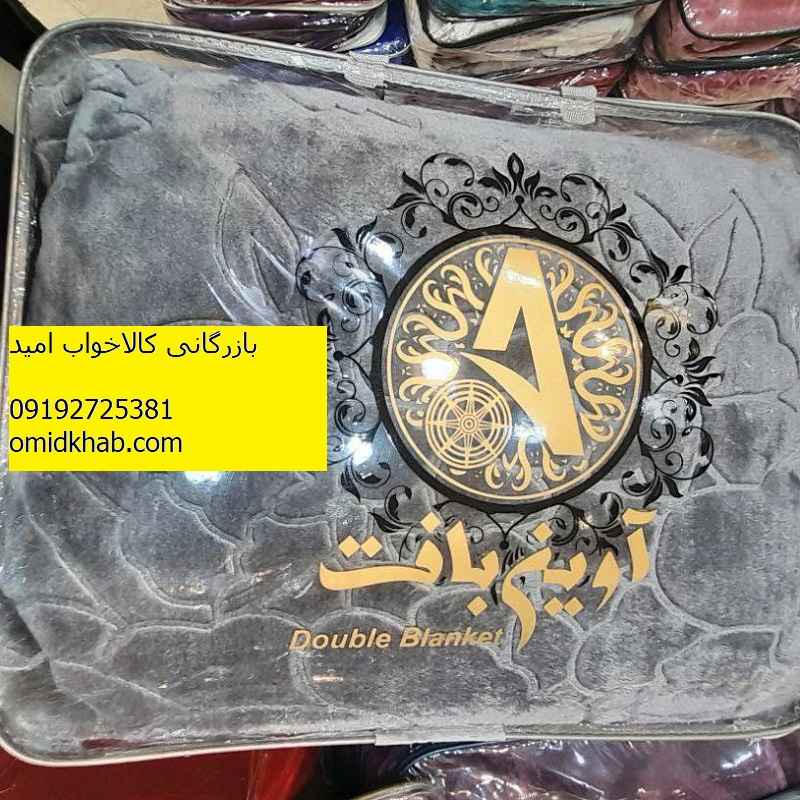 بازرگانی کالاخواب امید
09192725381
omidkhab.com
A
آوین بافت
Double Blanket